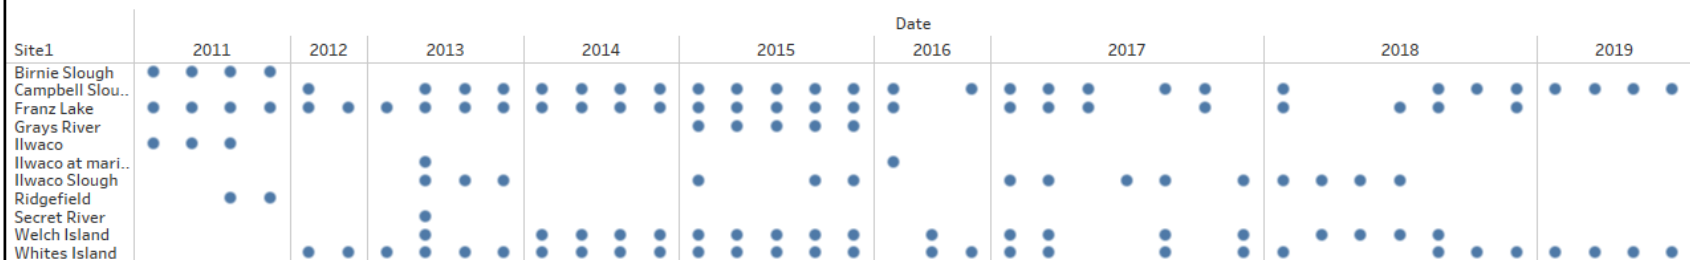 Date
Site1 2011 2012 2013 2014 2015 2016 2017 2018 2019
Birnie Slough
Campbell Slou..
Franz Lake
Grays River
Ilwaco
Ilwaco at mari..
Ilwaco Slough
Ridgefield
Secret River
Welch Island
Whites Island